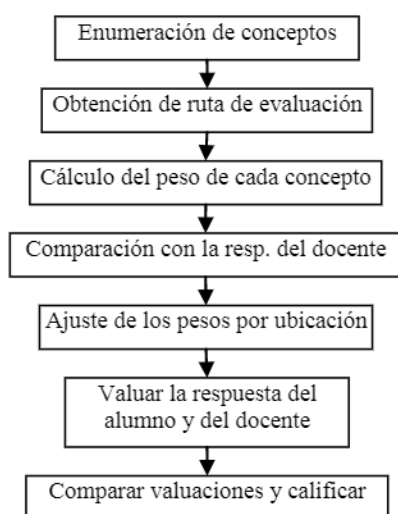 Enumeración de conceptos
Obtención de ruta de evaluación
Cálculo del peso de cada concepto
Comparación con la resp. del docente
Ajuste de los pesos por ubicación
Valuar la respuesta del
alumno y del docente
Comparar valuaciones y calificar